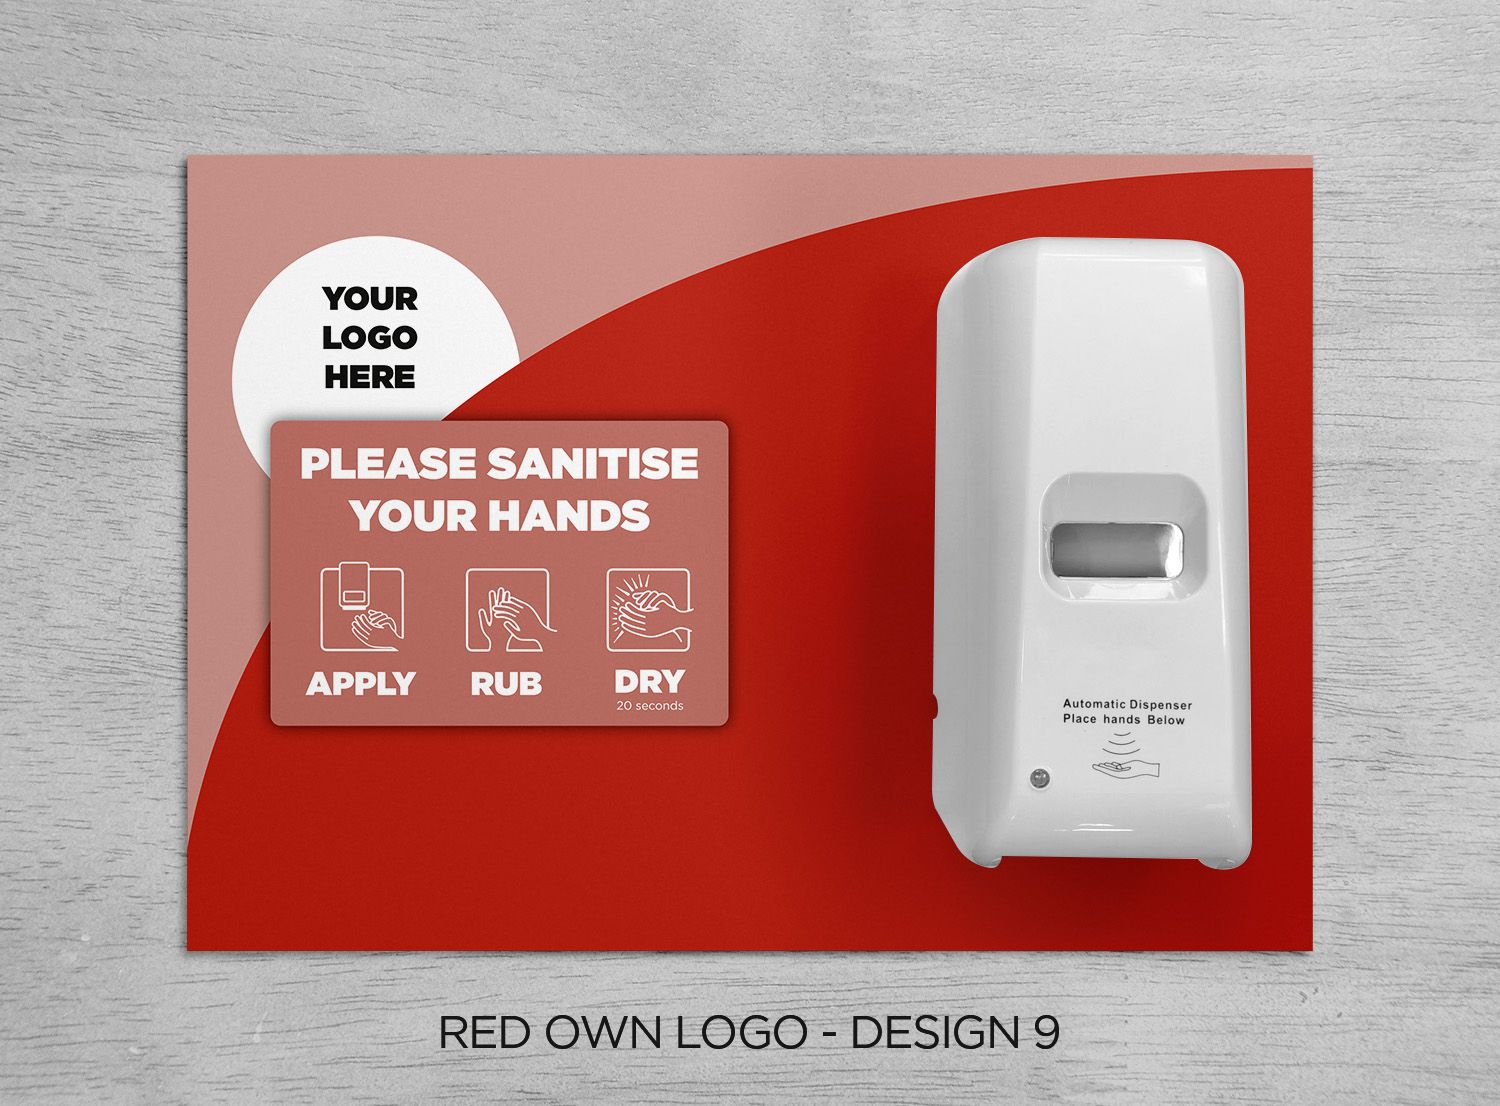 YOUR
LOGO
HERE
PLEASE SANITISE
YOUR HANDS
APPLY
RUB
DRY
20 seconds
Automatic Dispenser
Place hands Below
RED OWN LOGO - DESIGN 9